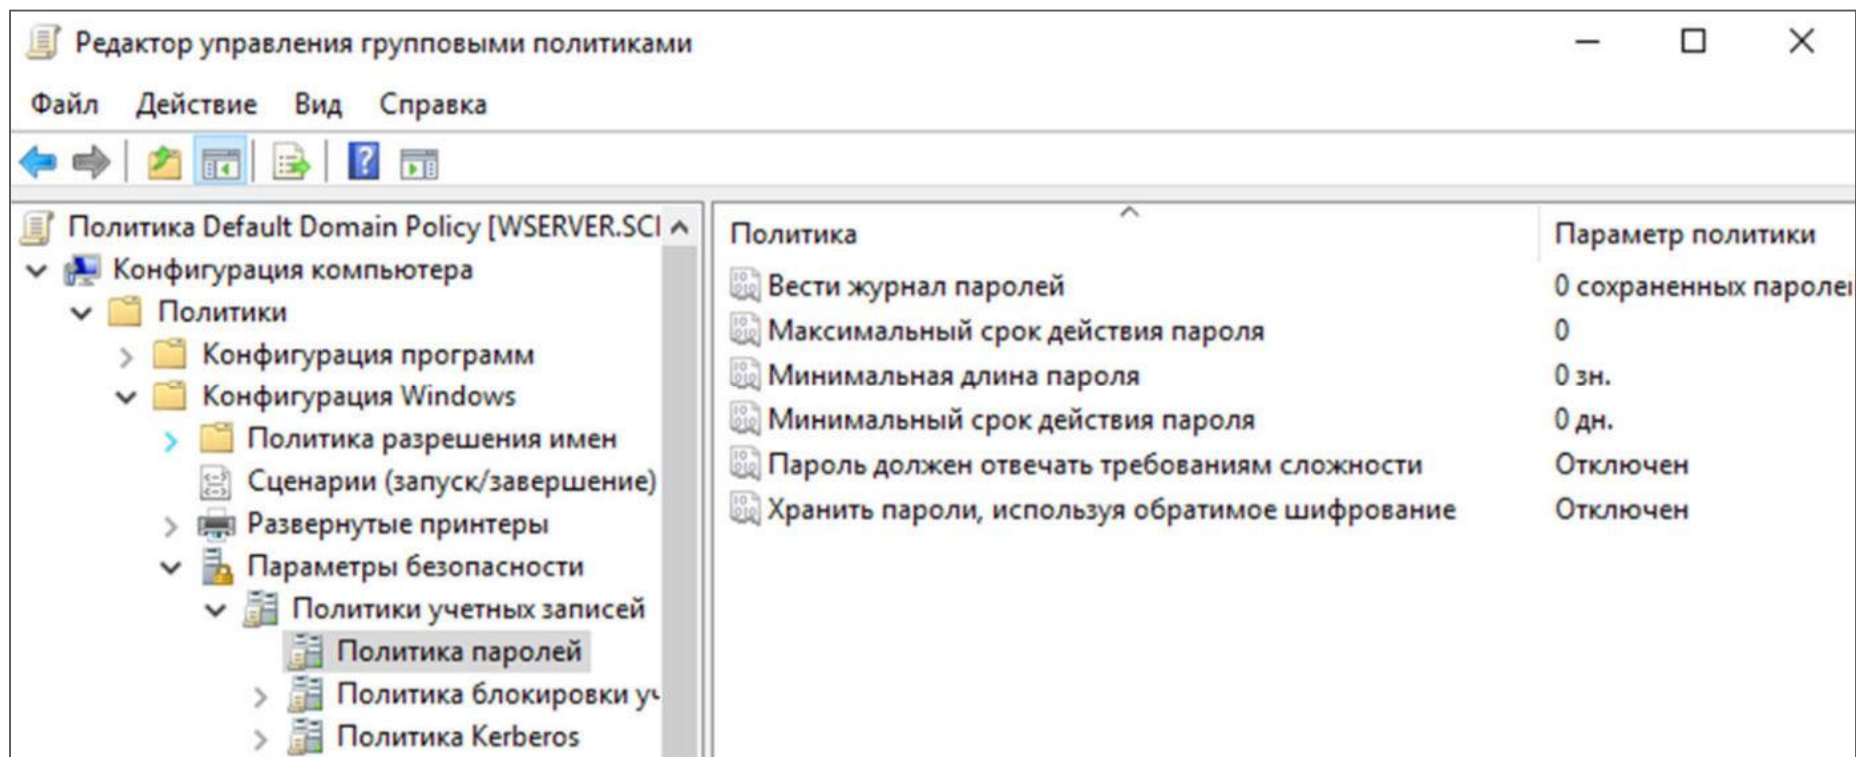 Редактор управления групповыми политиками
Файл Действие Вид Справка
Политика Default Domain Policy [WSERVER.SCI
Конфигурация компьютера
Политики
Конфигурация программ
Конфигурация Windows
Политика разрешения имен
Сценарии (запуск/завершение)
Развернутые принтеры
Параметры безопасности
Политики учетных записей
Политика паролей
Политика блокировки уч
Политика Kerberos
Политика Параметр политики
Вести журнал паролей 0 сохраненных пароле
Максимальный срок действия пароля 0
Минимальная длина пароля 0 зн.
Минимальный срок действия пароля 0 дн.
Пароль должен отвечать требованиям сложности Отключен
Хранить пароли, используя обратимое шифрование Отключен